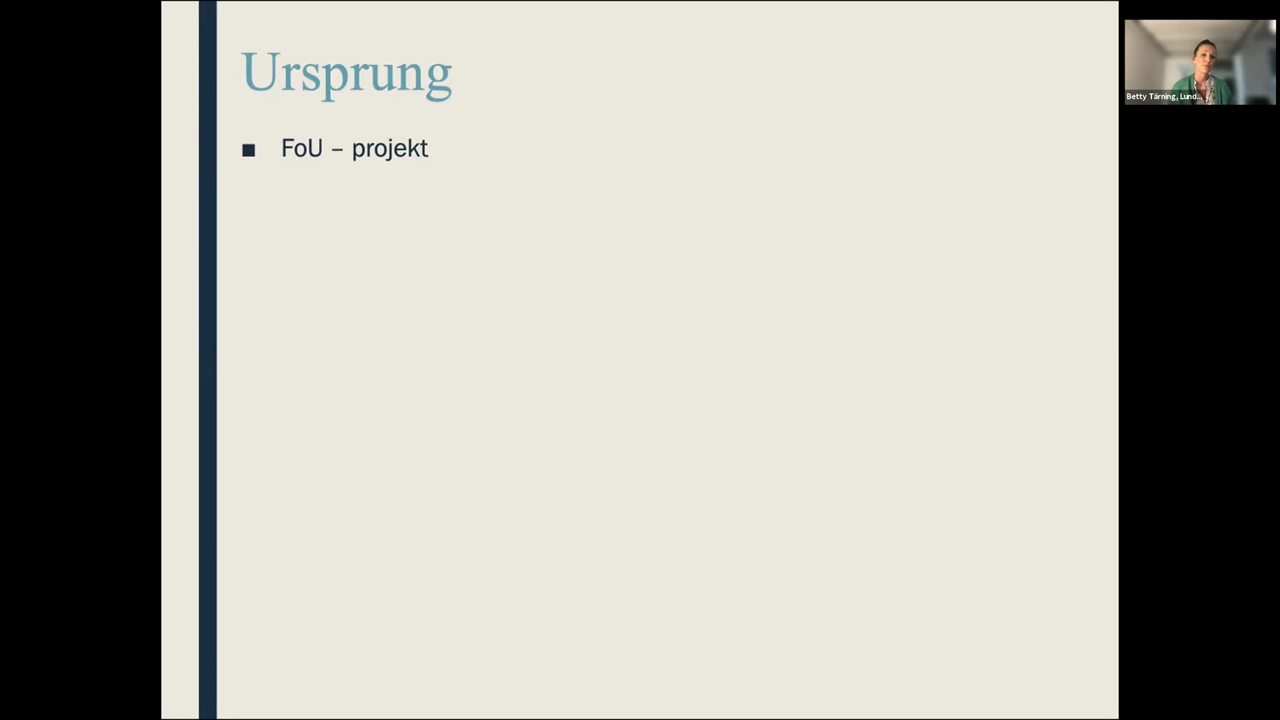 Ursprung
■ FoU – projekt
Betty Tärning, Lund...